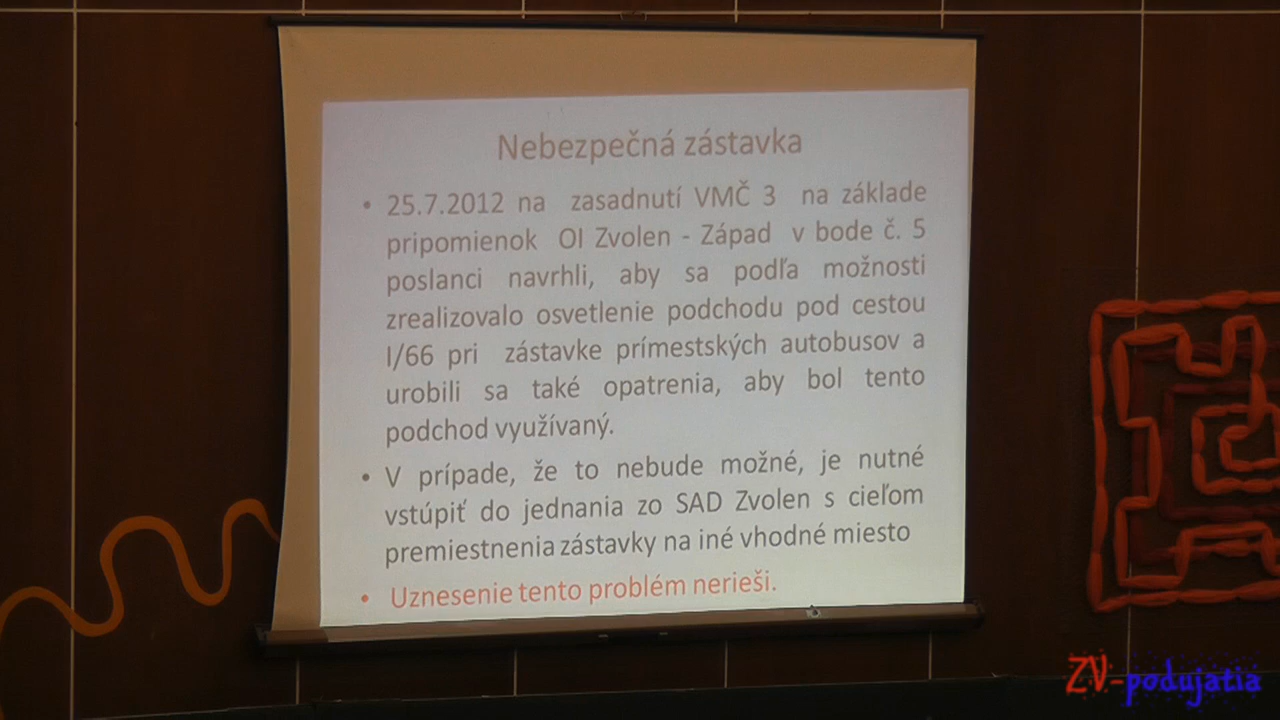 Nebezpečná zástavka
• 25.7.2012 na zasadnutí VMČ 3 na základe
pripomienok OI Zvolen - Západ v bode č. 5
poslanci navrhli, aby sa podľa možnosti
zrealizovalo osvetlenie podchodu pod cestou
I/66 pri zástavke prímestských autobusov a
urobili sa také opatrenia, aby bol tento
podchod využívaný.
• V prípade, že to nebude možné, je nutné
vstúpiť do jednania zo SAD Zvolen s cieľom
premiestnenia zástavky na iné vhodné miesto
• Uznesenie tento problém nerieši.
ZV-podujatia